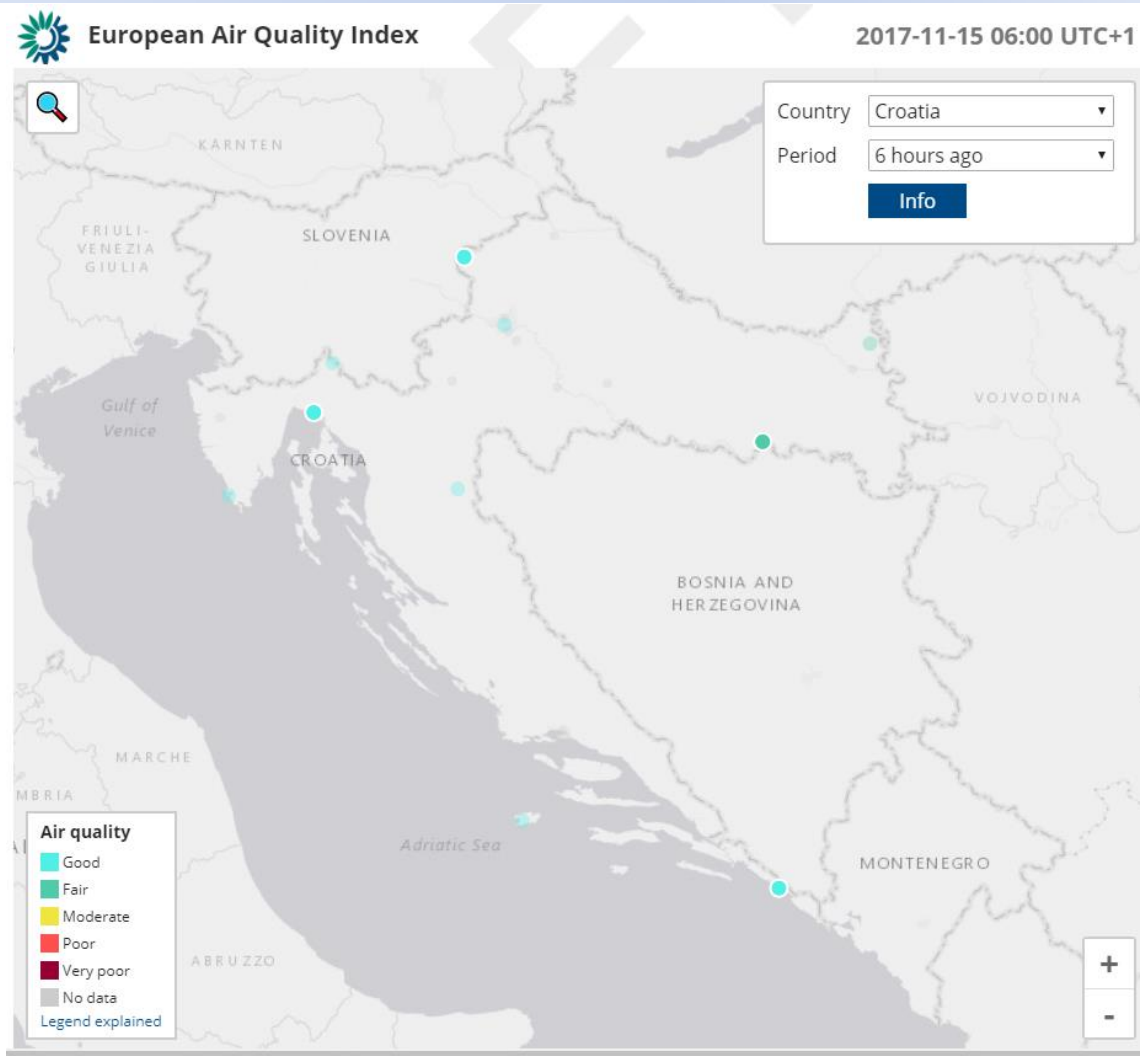 European Air Quality Index
2017-11-15 06:00 UTC+1
Country Croatia
Period 6 hours ago
Info
KÄRNTEN
FRIULI-
VENEZIA
GIULIA
SLOVENIA
Gulf of
Venice
CROATIA
VOJVODINA
BOSNIA AND
HERZEGOVINA
MARCHE
MBRIA
Adriatic Sea
MONTENEGRO
ABRUZZO
Air quality
Good
Fair
Moderate
Poor
Very poor
No data
Legend explained
+
-